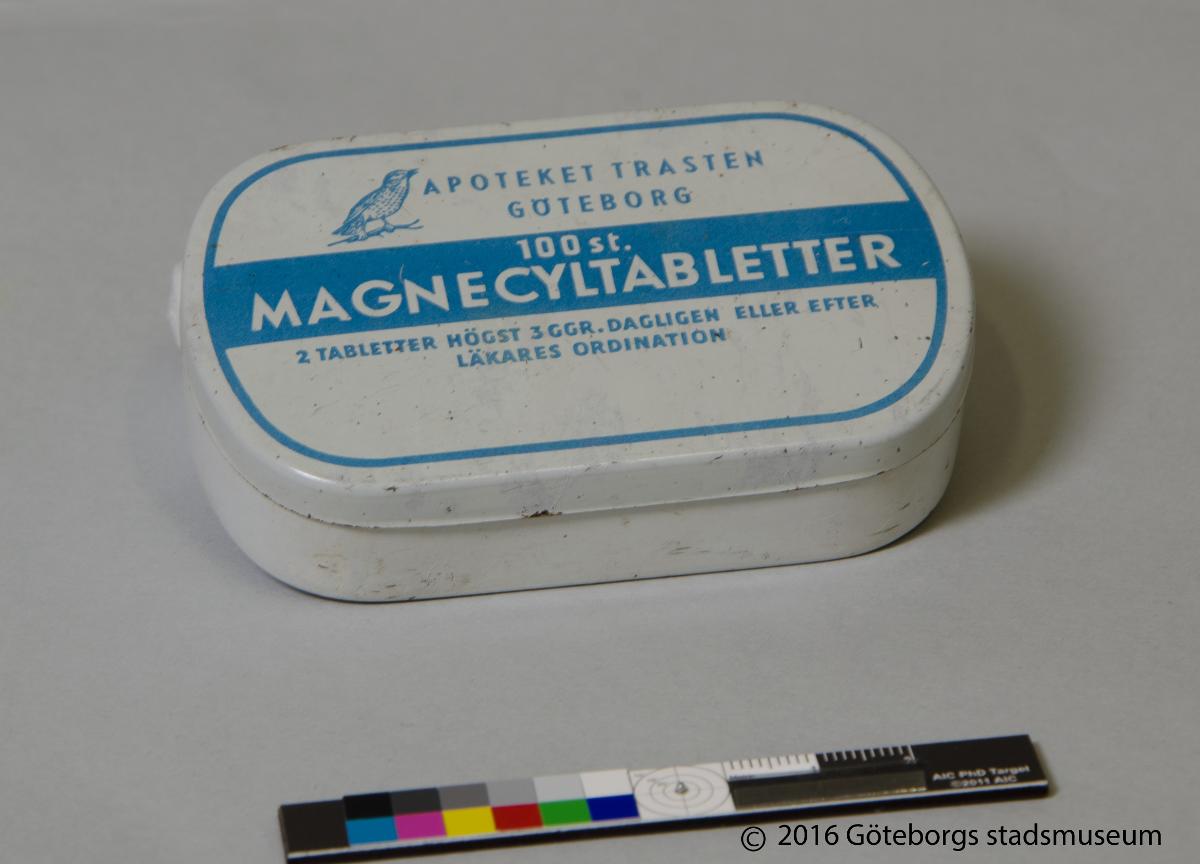 APOTEKET TRASTEN
GÖTEBORG
100 st.
MAGNECYLTABLETTER
2 TABLETTER HÖGST 3 GGR. DAGLIGEN ELLER EFTER
LÄKARES ORDINATION
AIC PhD Target
©2011 AIC
© 2016 Göteborgs stadsmuseum